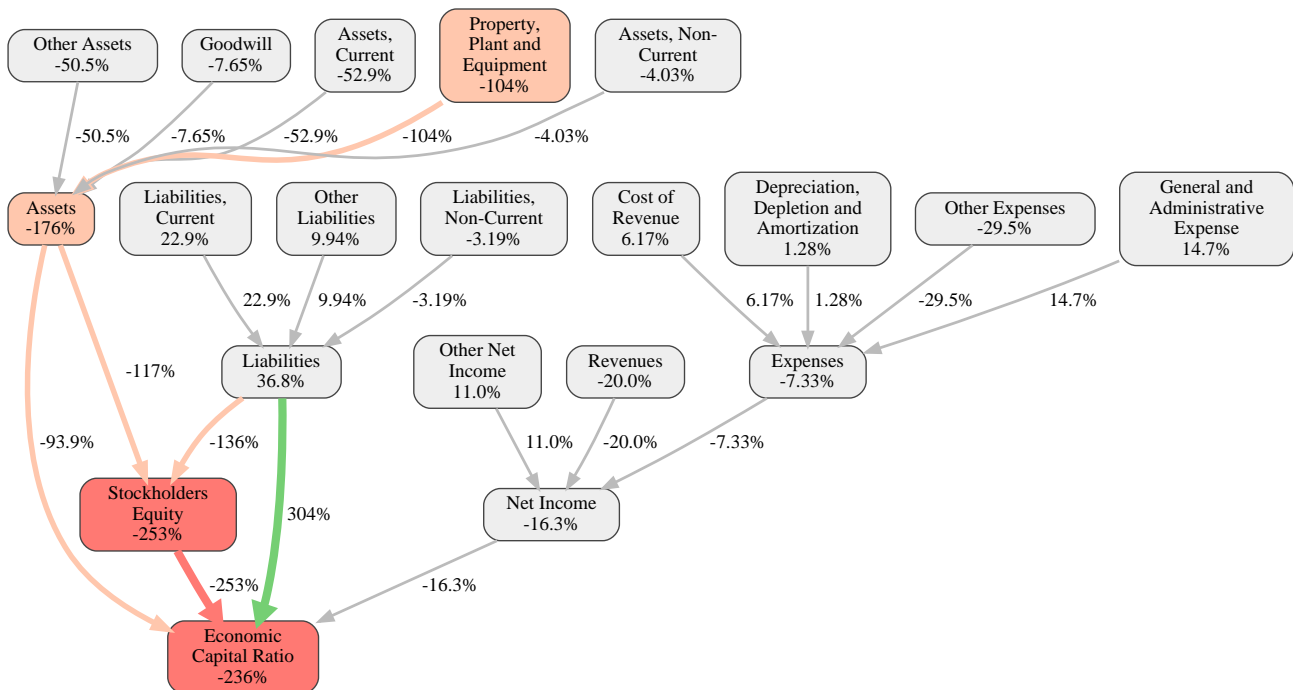 Other Assets
-50.5%
Goodwill
-7.65%
Assets,
Current
-52.9%
Property,
Plant and
Equipment
-104%
Assets, Non-
Current
-4.03%
-50.5%
-7.65%
-52.9%
-104%
-4.03%
Assets
-176%
Liabilities,
Current
22.9%
Other
Liabilities
9.94%
Liabilities,
Non-Current
-3.19%
Cost of
Revenue
6.17%
Depreciation,
Depletion and
Amortization
1.28%
Other Expenses
-29.5%
General and
Administrative
Expense
14.7%
22.9%
9.94%
-3.19%
6.17%
1.28%
-29.5%
14.7%
-117%
Liabilities
36.8%
Other Net
Income
11.0%
Revenues
-20.0%
Expenses
-7.33%
-93.9%
-136%
304%
11.0%
-20.0%
-7.33%
Stockholders
Equity
-253%
Net Income
-16.3%
-253%
-16.3%
Economic
Capital Ratio
-236%